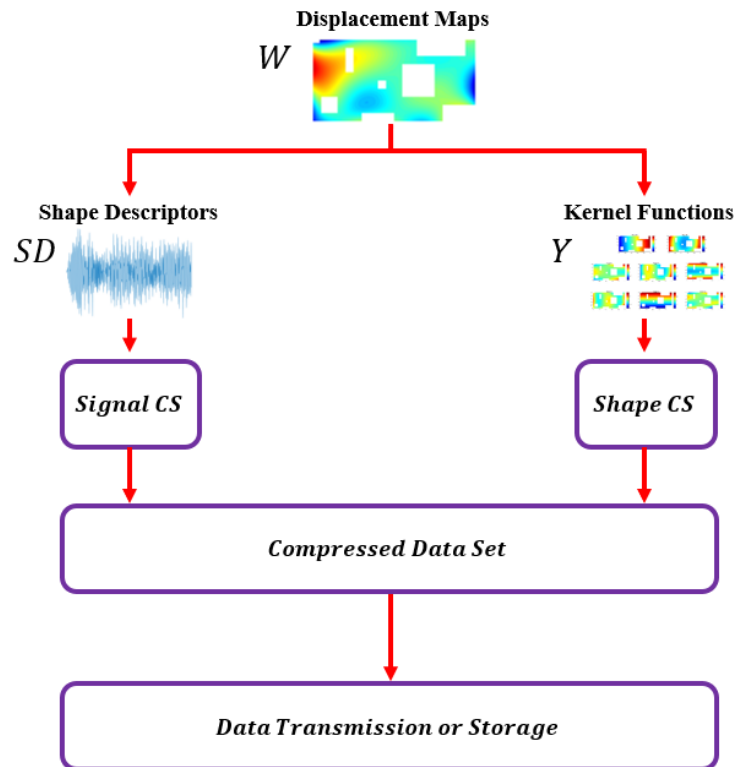 Displacement Maps
W
Shape Descriptors
SD
Kernel Functions
Y
Signal CS
Shape CS
Compressed Data Set
Data Transmission or Storage